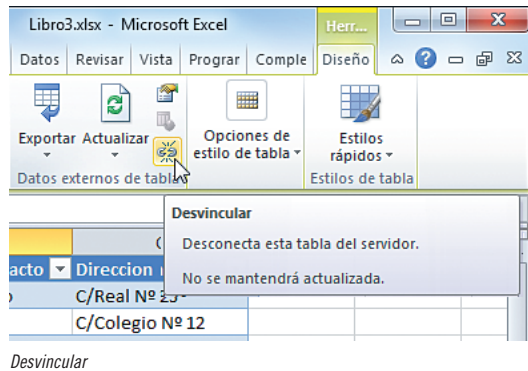 Libro3.xlsx - Microsoft Excel
Herr...
Datos Revisar Vista Prograr Comple Diseño
Exportar Actualizar
Opciones de
estilo de tabla
Estilos
rápidos
Datos externos de tabla
Estilos de tabla
Desvincular
Desconecta esta tabla del servidor.
No se mantendrá actualizada.
acto Direccion
C/Real Nº
C/Colegio Nº 12
Desvincular